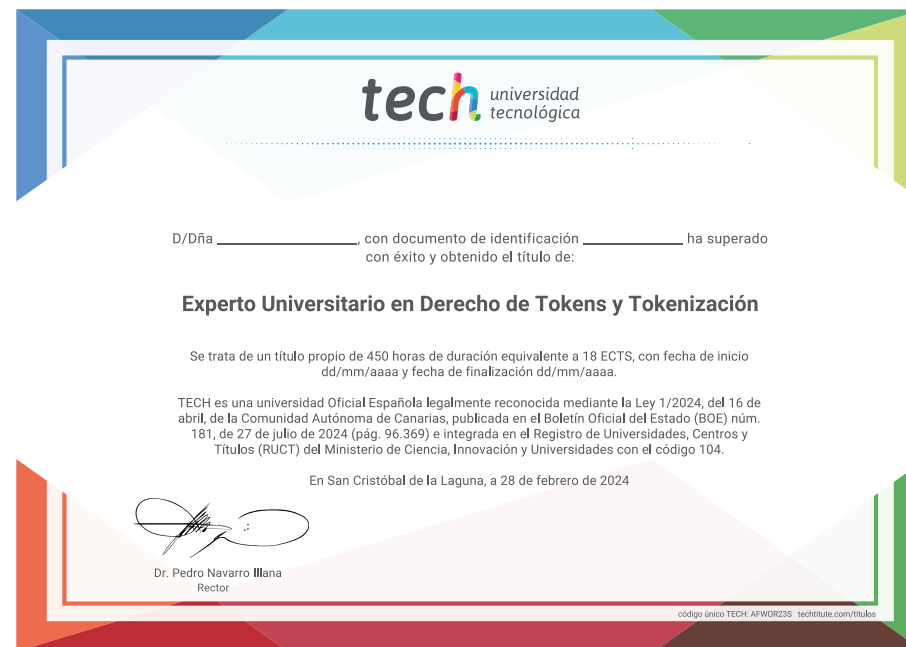 tech universidad
tecnológica
D/Dña ____________, con documento de identificación ____________ ha superado
con éxito y obtenido el título de:
Experto Universitario en Derecho de Tokens y Tokenización
Se trata de un título propio de 450 horas de duración equivalente a 18 ECTS, con fecha de inicio
dd/mm/aaaa y fecha de finalización dd/mm/aaaa.
TECH es una universidad Oficial Española legalmente reconocida mediante la Ley 1/2024, del 16 de
abril, de la Comunidad Autónoma de Canarias, publicada en el Boletín Oficial del Estado (BOE) núm.
181, de 27 de julio de 2024 (pág. 96.369) e integrada en el Registro de Universidades, Centros y
Títulos (RUCT) del Ministerio de Ciencia, Innovación y Universidades con el código 104.
En San Cristóbal de la Laguna, a 28 de febrero de 2024
Dr. Pedro Navarro Illana
Rector
código único TECH: AFWOR23S techtitute.com/titulos